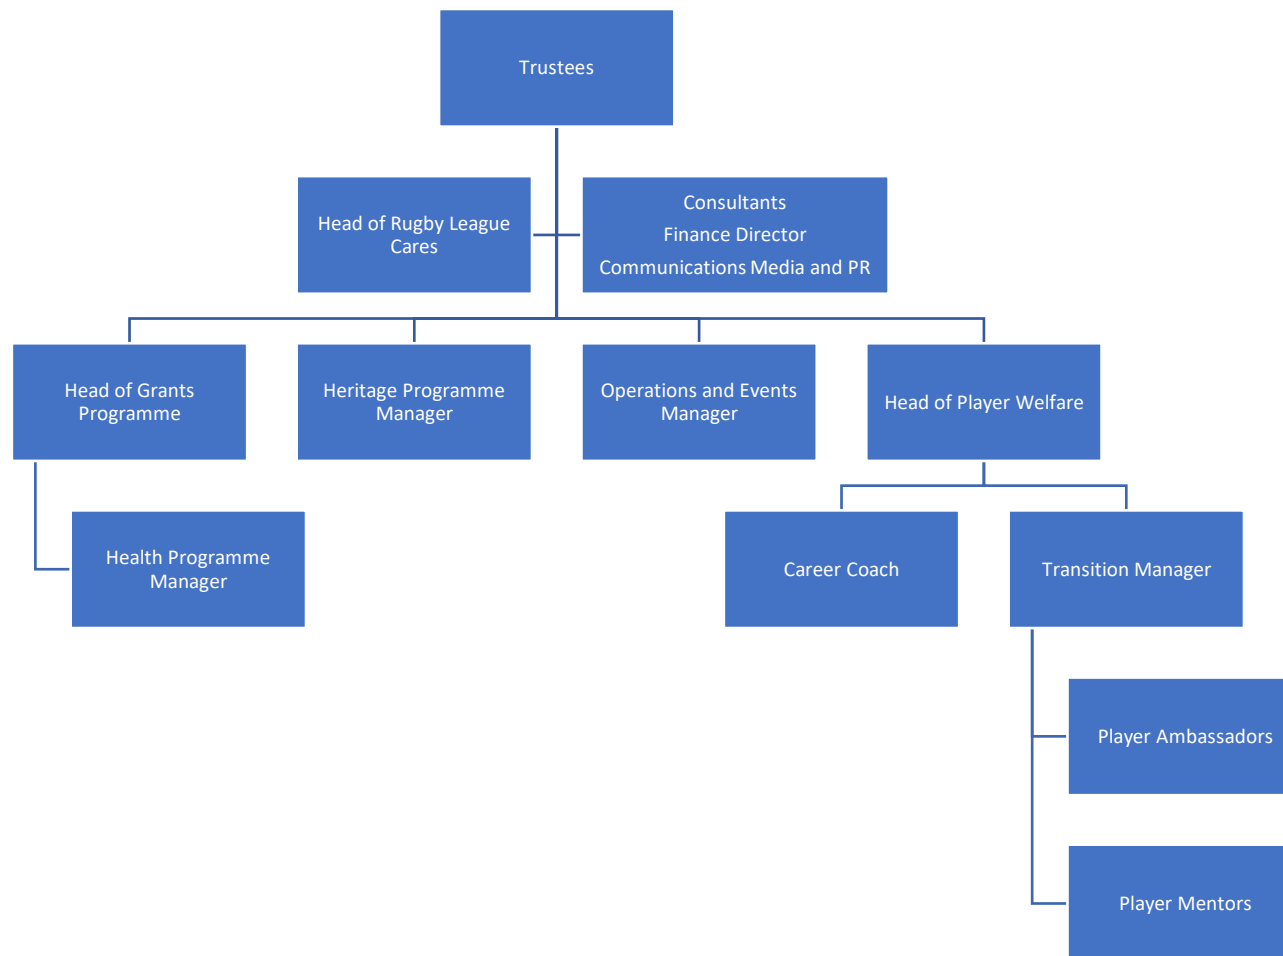 Trustees
Head of Rugby League
Cares
Consultants
Finance Director
Communications Media and PR
Head of Grants
Programme
Heritage Programme
Manager
Operations and Events
Manager
Head of Player Welfare
Health Programme
Manager
Career Coach
Transition Manager
Player Ambassadors
Player Mentors